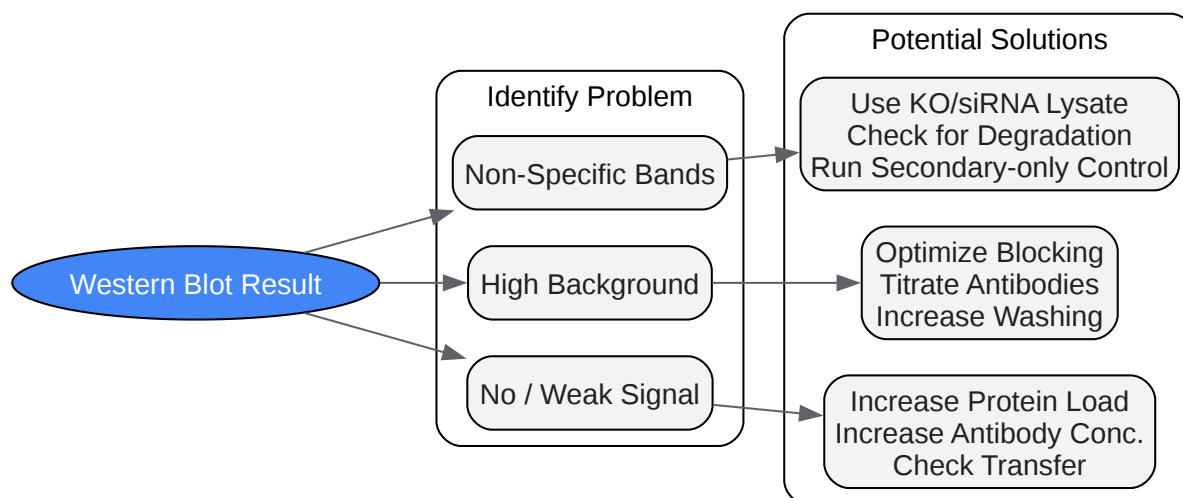 Western Blot Result
Identify Problem
Non-Specific Bands
High Background
No / Weak Signal
Potential Solutions
Use KO/siRNA Lysate
Check for Degradation
Run Secondary-only Control
Optimize Blocking
Titrate Antibodies
Increase Washing
Increase Protein Load
Increase Antibody Conc.
Check Transfer